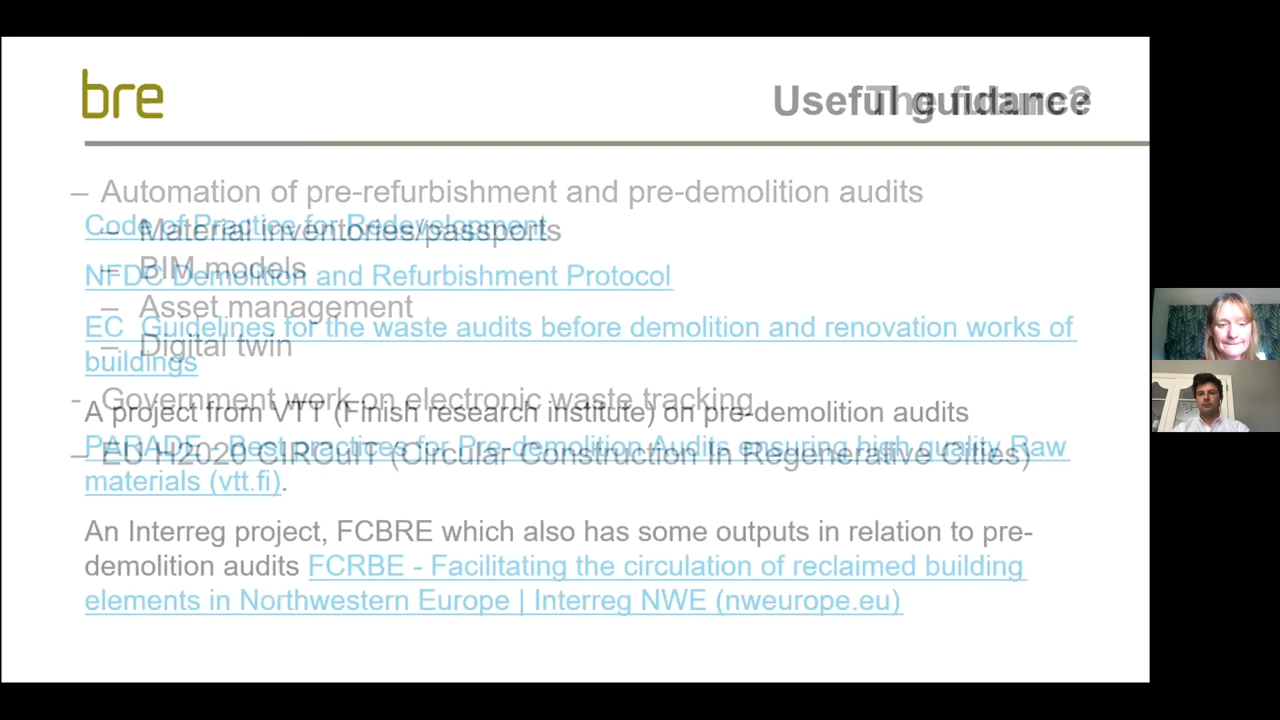 bre
Useful guidance?
The future?
– Automation of pre-refurbishment and pre-demolition audits
Code of Practice for Redevelopment
– Material inventories/passports
– BIM models
NFDC Demolition and Refurbishment Protocol
– Asset management
EC Guidelines for the waste audits before demolition and renovation works of
– Digital twin
buildings
- Government work on electronic waste tracking
A project from VTT (Finish research institute) on pre-demolition audits
PARADE – Best practices for Pre-demolition Audits ensuring high quality Raw
– EU H2020 CIRCuIT (Circular Construction In Regenerative Cities)
materials (vtt.fi).
An Interreg project, FCBRE which also has some outputs in relation to pre-
demolition audits FCRBE - Facilitating the circulation of reclaimed building
elements in Northwestern Europe | Interreg NWE (nweurope.eu)